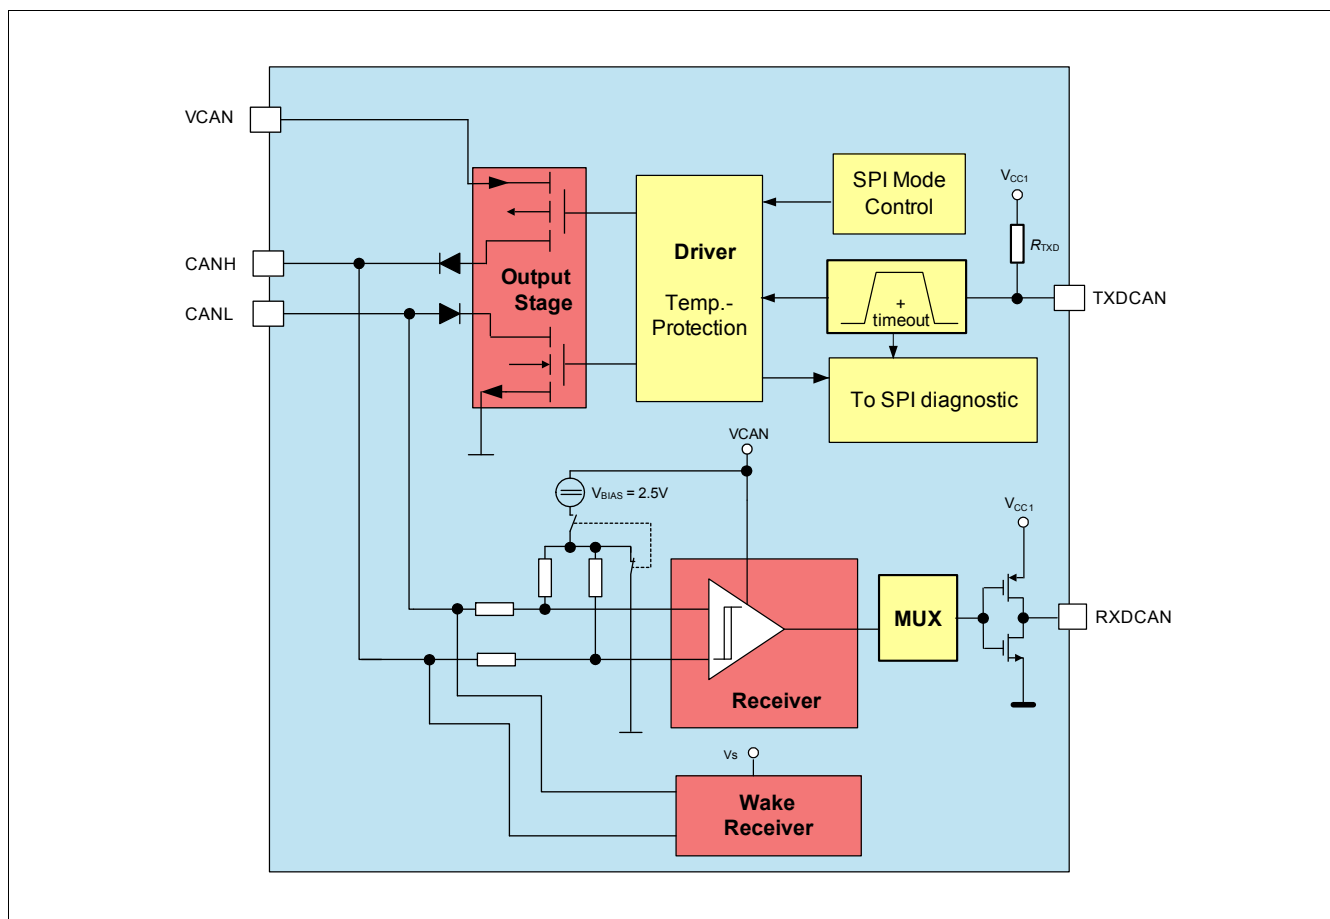 VCAN
SPI Mode
Control
VCC1
RTXD
CANH
CANL
Output
Stage
Driver
Temp.-
Protection
+
timeout
TXDCAN
To SPI diagnostic
VCAN
VBIAS = 2.5V
VCC1
MUX
RXDCAN
Receiver
Vs
Wake
Receiver